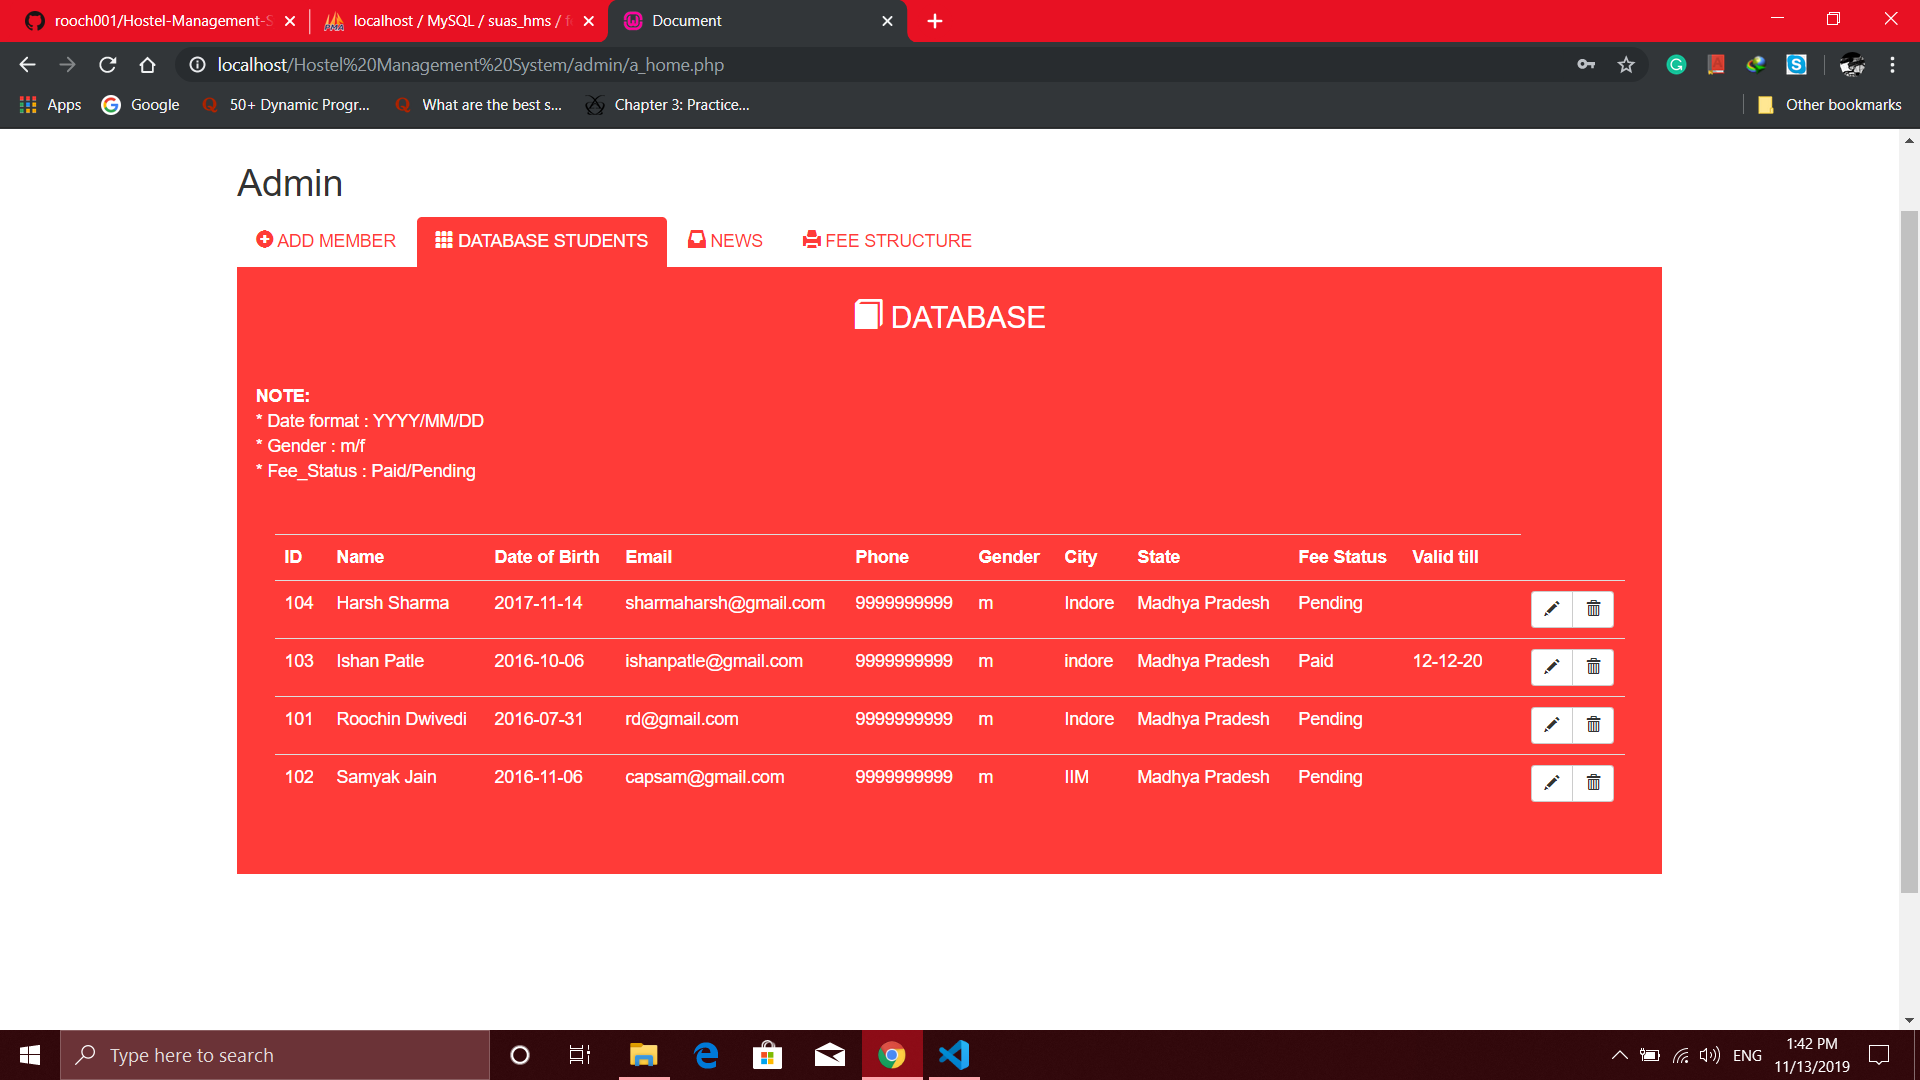 rooch001/Hostel-Management-S
localhost / MySQL / suas_hms / f
Document
localhost/Hostel%20Management%20System/admin/a_home.php
Apps
Google
50+ Dynamic Progr...
What are the best s...
Chapter 3: Practice...
Other bookmarks
Admin
ADD MEMBER
DATABASE STUDENTS
NEWS
FEE STRUCTURE
DATABASE
NOTE:
* Date format : YYYY/MM/DD
* Gender : m/f
* Fee_Status : Paid/Pending
ID Name Date of Birth Email Phone Gender City State Fee Status Valid till
104 Harsh Sharma 2017-11-14 sharmaharsh@gmail.com 9999999999 m Indore Madhya Pradesh Pending
103 Ishan Patle 2016-10-06 ishanpatle@gmail.com 9999999999 m indore Madhya Pradesh Paid 12-12-20
101 Roochin Dwivedi 2016-07-31 rd@gmail.com 9999999999 m Indore Madhya Pradesh Pending
102 Samyak Jain 2016-11-06 capsam@gmail.com 9999999999 m IIM Madhya Pradesh Pending
Type here to search
ENG
1:42 PM
11/13/2019